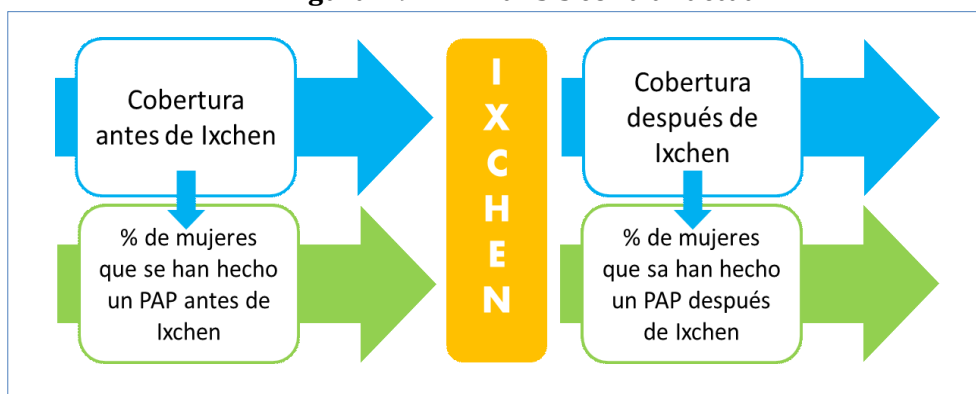 Cobertura
antes de Ixchen
% de mujeres
que se han hecho
un PAP antes de
Ixchen
I
X
C
H
E
N
Cobertura
después de
Ixchen
% de mujeres
que sa han hecho
un PAP después
de Ixchen